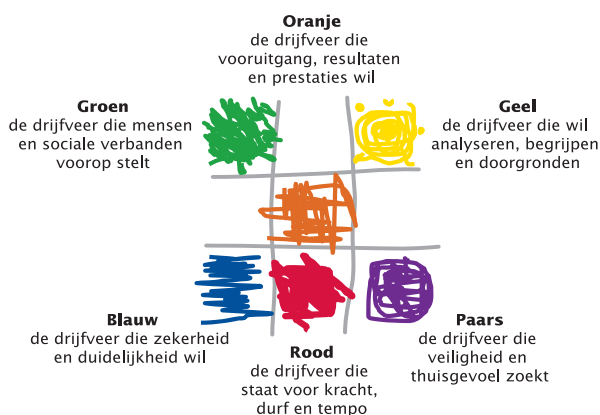 Oranje
de drijfveer die
vooruitgang, resultaten
en prestaties wil
Groen
de drijfveer die mensen
en sociale verbanden
voorop stelt
Geel
de drijfveer die wil
analyseren, begrijpen
en doorgronden
Blauw
de drijfveer die zekerheid
en duidelijkheid wil
Rood
de drijfveer die
staat voor kracht,
durf en tempo
Paars
de drijfveer die
veiligheid en
thuisgevoel zoekt